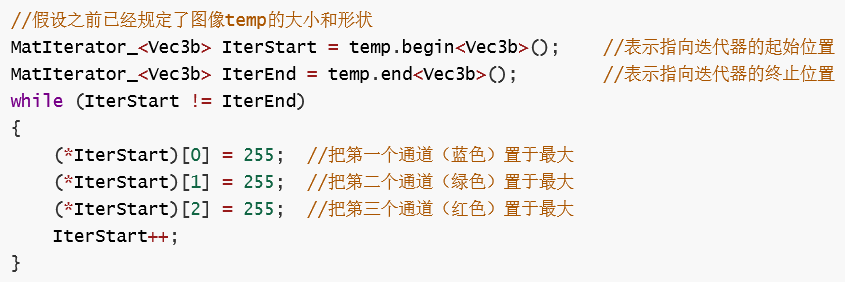 //假设之前已经规定了图像temp的大小和形状
MatIterator_<Vec3b> IterStart = temp.begin<Vec3b>();    //表示指向迭代器的起始位置
MatIterator_<Vec3b> IterEnd = temp.end<Vec3b>();        //表示指向迭代器的终止位置
while (IterStart != IterEnd)
{
    (*IterStart)[0] = 255;  //把第一个通道（蓝色）置于最大
    (*IterStart)[1] = 255;  //把第二个通道（绿色）置于最大
    (*IterStart)[2] = 255;  //把第三个通道（红色）置于最大
    IterStart++;
}